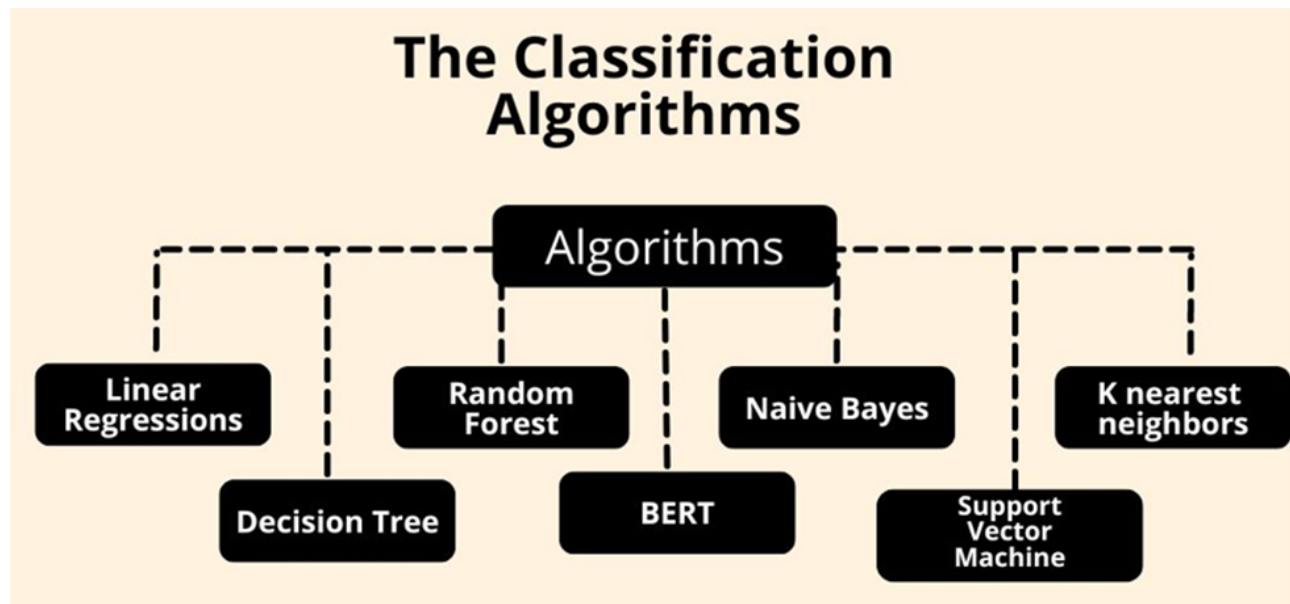 The Classification
Algorithms
Algorithms
Linear
Regressions
Random
Forest
Naive Bayes
K nearest
neighbors
Decision Tree
BERT
Support
Vector
Machine